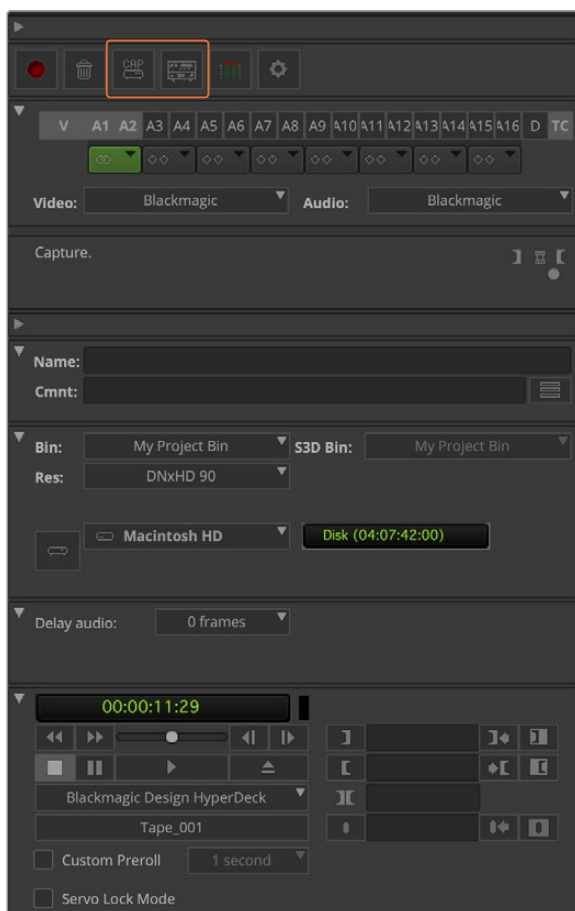 CAP
V A1 A2 A3 A4 A5 A6 A7 A8 A9 A10 A11 A12 A13 A14 A15 A16 D TC
Video: Blackmagic Audio: Blackmagic
Capture.
Name:
Cmnt:
Bin: My Project Bin S3D Bin: My Project Bin
Res: DNxHD 90
Macintosh HD Disk (04:07:42:00)
Delay audio: 0 frames
00:00:11:29
Blackmagic Design HyperDeck
Tape_001
Custom Preroll 1 second
Servo Lock Mode